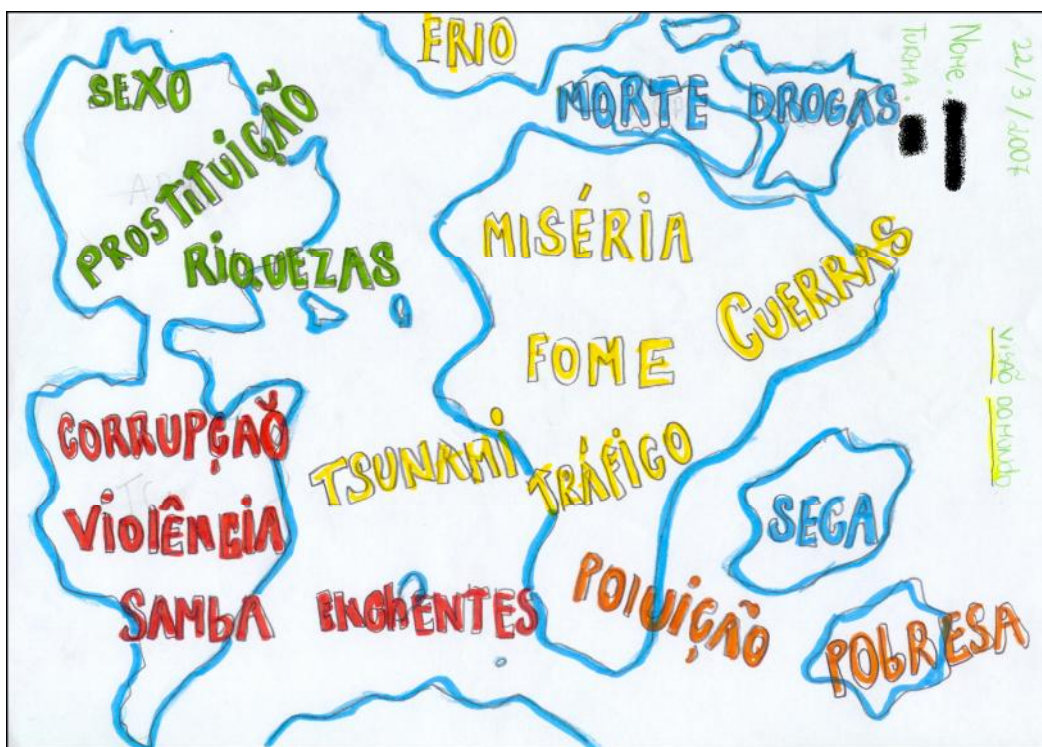 FRIO
SEXO
MORTE DROGAS
PROSTITUIÇÃO
RIQUEZAS
MISÉRIA
GUERRAS
FOME
CORRUPÇAÕ
TSUNAMI
TRÁFICO
VIOlÊNCIA
SECA
SAMbA
ENChENTES
POlUIÇÃO
PObRESA
22/3/2007
NOME:
TURMA:
VISÃO DO MUNDO